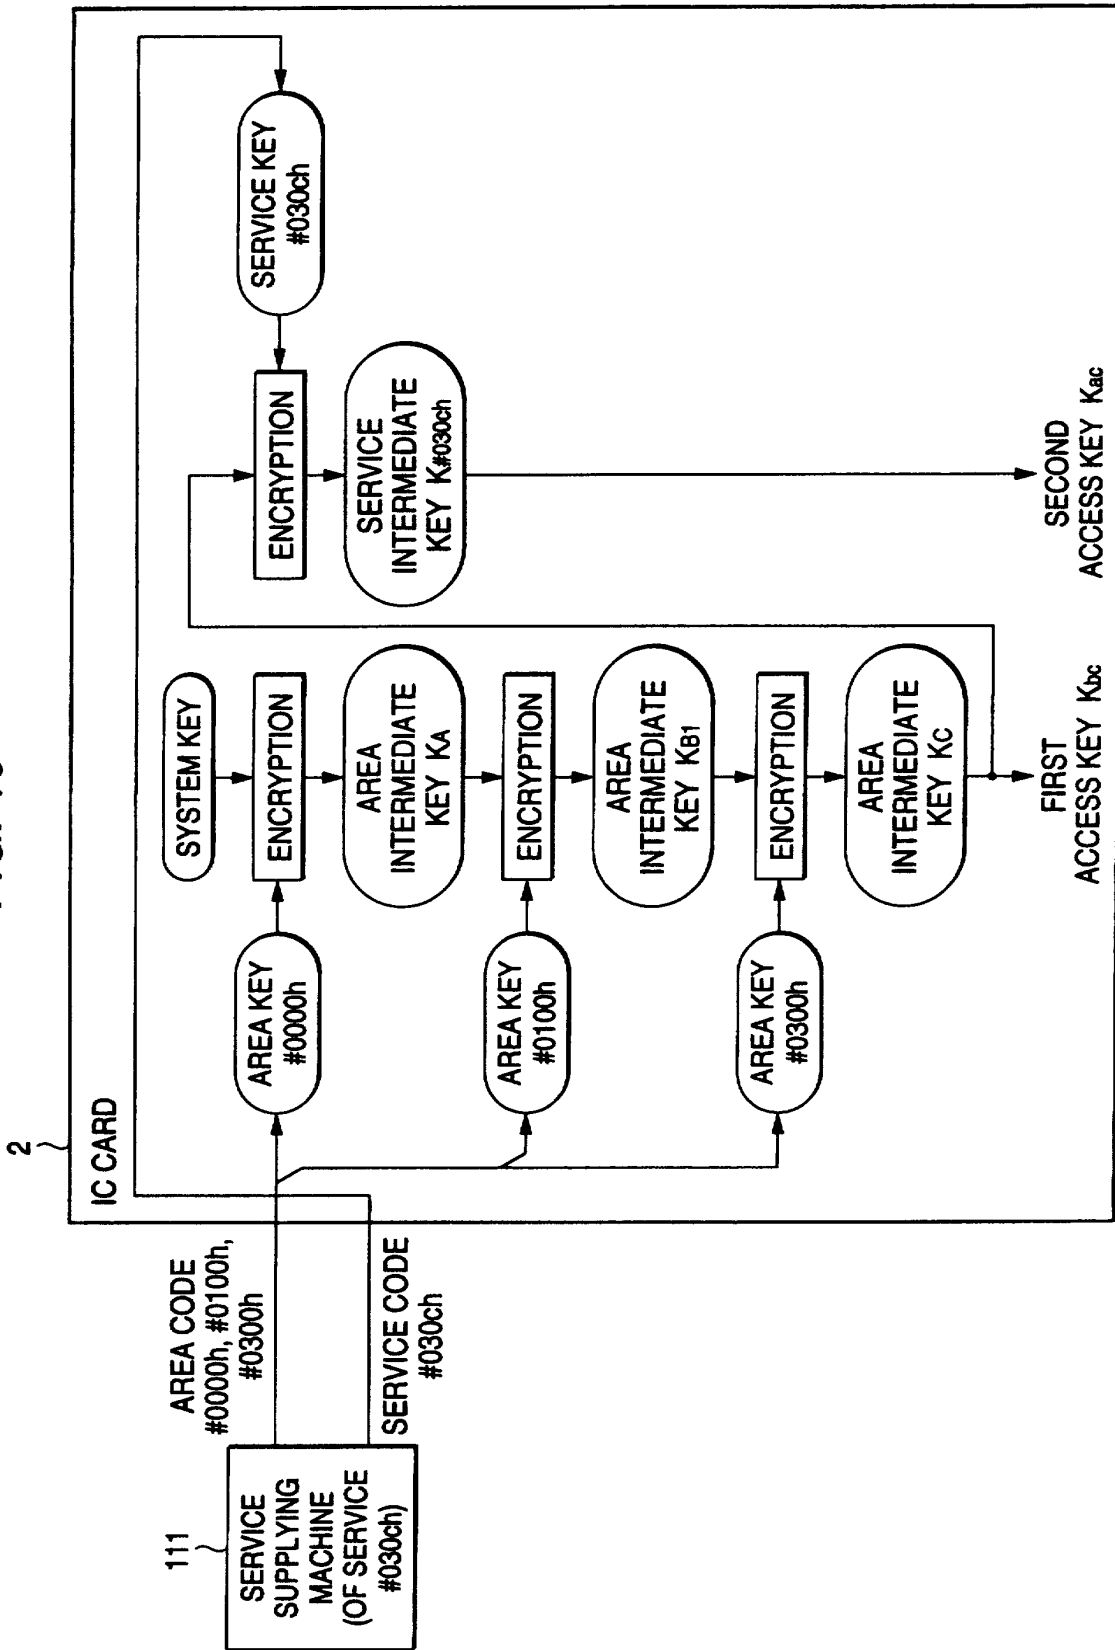 2
IC CARD
111
SERVICE
SUPPLYING
MACHINE
(OF SERVICE
#030ch)
AREA CODE
#0000h, #0100h,
#0300h
SERVICE CODE
#030ch
AREA KEY
#0000h
AREA KEY
#0100h
AREA KEY
#0300h
SYSTEM KEY
ENCRYPTION
AREA
INTERMEDIATE
KEY KA
ENCRYPTION
AREA
INTERMEDIATE
KEY KB1
ENCRYPTION
AREA
INTERMEDIATE
KEY KC
FIRST
ACCESS KEY Kbc
SERVICE KEY
#030ch
ENCRYPTION
SERVICE
INTERMEDIATE
KEY K#030ch
SECOND
ACCESS KEY Kac